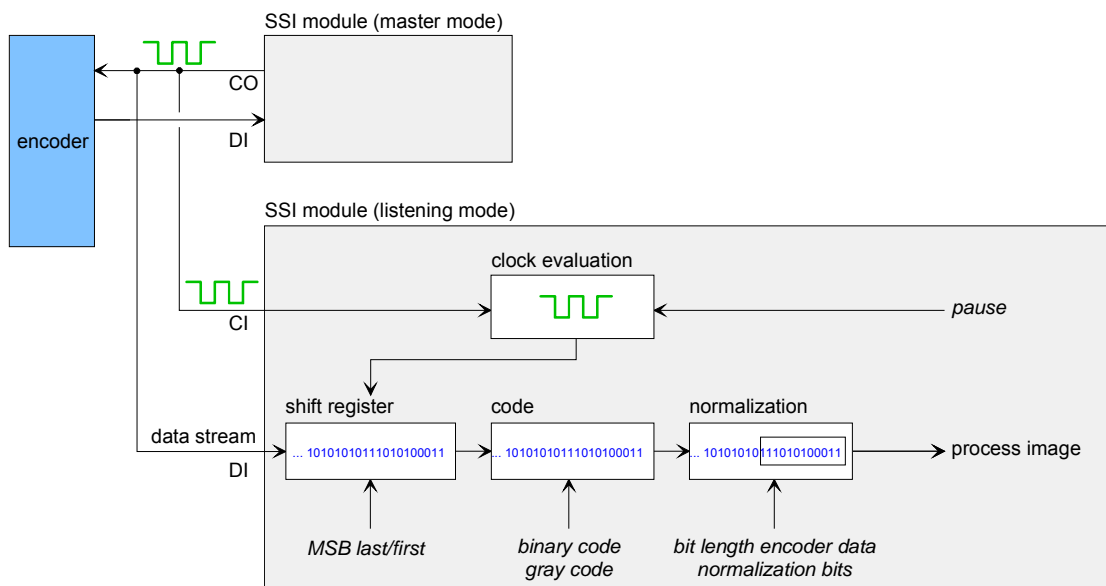 SSI module (master mode)
CO
encoder
DI
SSI module (listening mode)
clock evaluation
CI
pause
shift register
code
normalization
data stream
... 10101010111010100011
... 10101010111010100011
... 10101010111010100011
process image
DI
MSB last/first
binary code
gray code
bit length encoder data
normalization bits